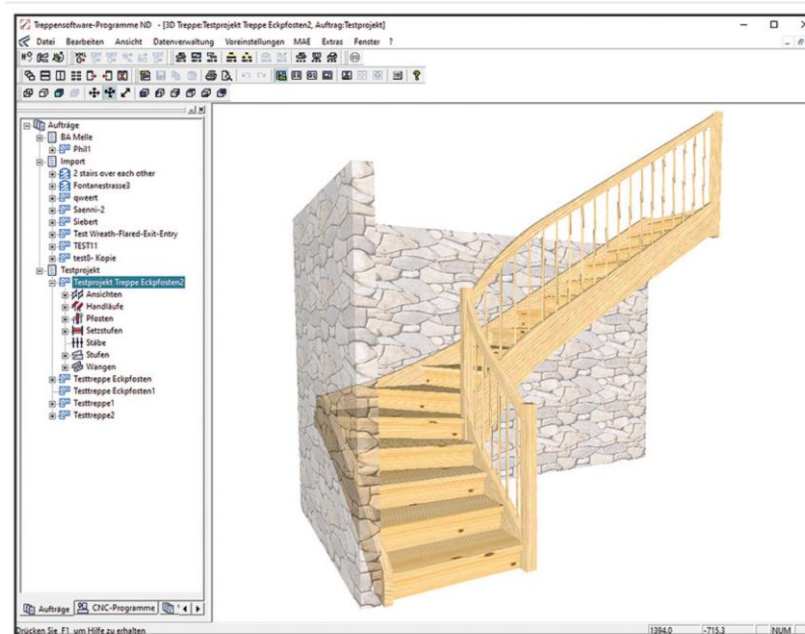 Treppensoftware-Programme ND - [3D Treppe:Testprojekt Treppe Eckpfosten2, Auftrag:Testprojekt]
Datei Bearbeiten Ansicht Datenverwaltung Voreinstellungen MAE Extras Fenster ?
Aufträge
BA Melle
Phil1
Import
2 stairs over each other
Fontanestrasse3
qweert
Saenni-2
Siebert
Test Wreath-Flared-Exit-Entry
TEST11
test8- Kopie
Testprojekt
Testprojekt Treppe Eckpfosten2
Ansichten
Handläufe
Pfosten
Setzstufen
Stäbe
Stufen
Wangen
Testtreppe Eckpfosten
Testtreppe Eckpfosten1
Testtreppe1
Testtreppe2
Aufträge CNC-Programme
Drücken Sie F1 um Hilfe zu erhalten 1394.0 -715.3 NUM